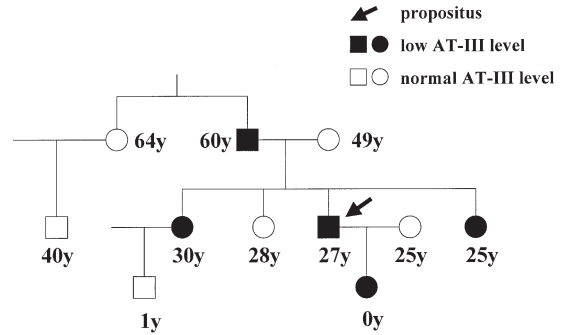 propositus
low AT-III level
normal AT-III level
64y 60y 49y
40y 30y 28y 27y 25y 25y
1y 0y